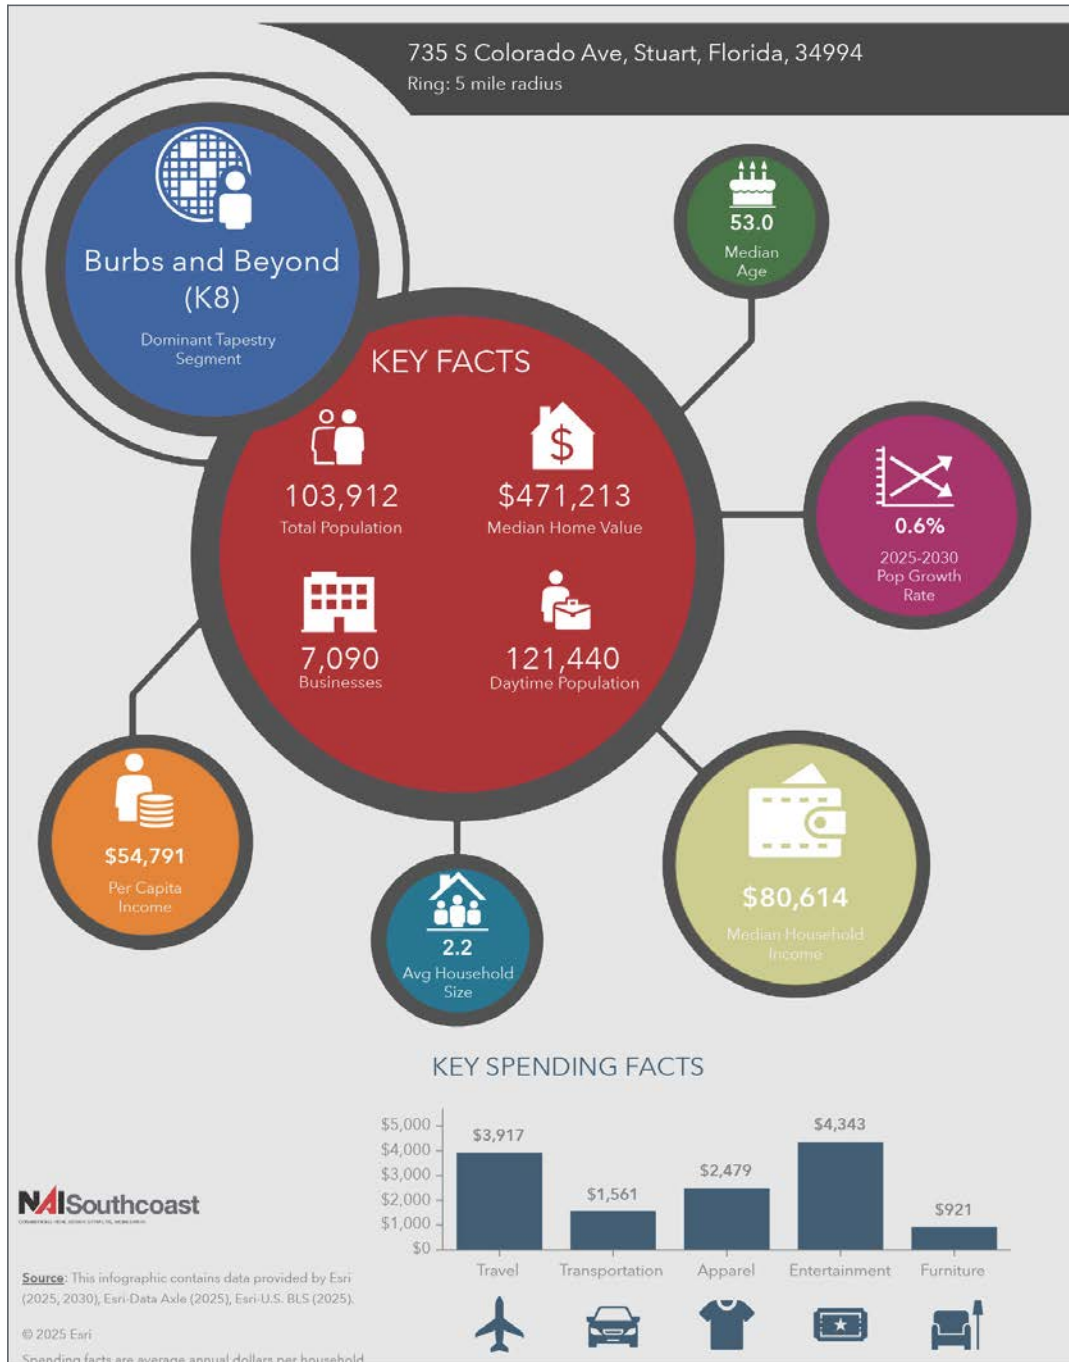 735 S Colorado Ave, Stuart, Florida, 34994
Ring: 5 mile radius
Burbs and Beyond
(K8)
Dominant Tapestry
Segment
53.0
Median
Age
KEY FACTS
103,912
Total Population
$
$471,213
Median Home Value
7,090
Businesses
121,440
Daytime Population
0.6%
2025-2030
Pop Growth
Rate
$54,791
Per Capita
Income
2.2
Avg Household
Size
$80,614
Median Household
Income
KEY SPENDING FACTS
$5,000
$4,000
$3,000
$2,000
$1,000
$0
$3,917
$1,561
$2,479
$4,343
$921
Travel
Transportation
Apparel
Entertainment
Furniture
NAISouthcoast
Source: This infographic contains data provided by Esri
(2025, 2030), Esri-Data Axle (2025), Esri-U.S. BLS (2025).
© 2025 Esri
Spending facts are average annual dollars per household